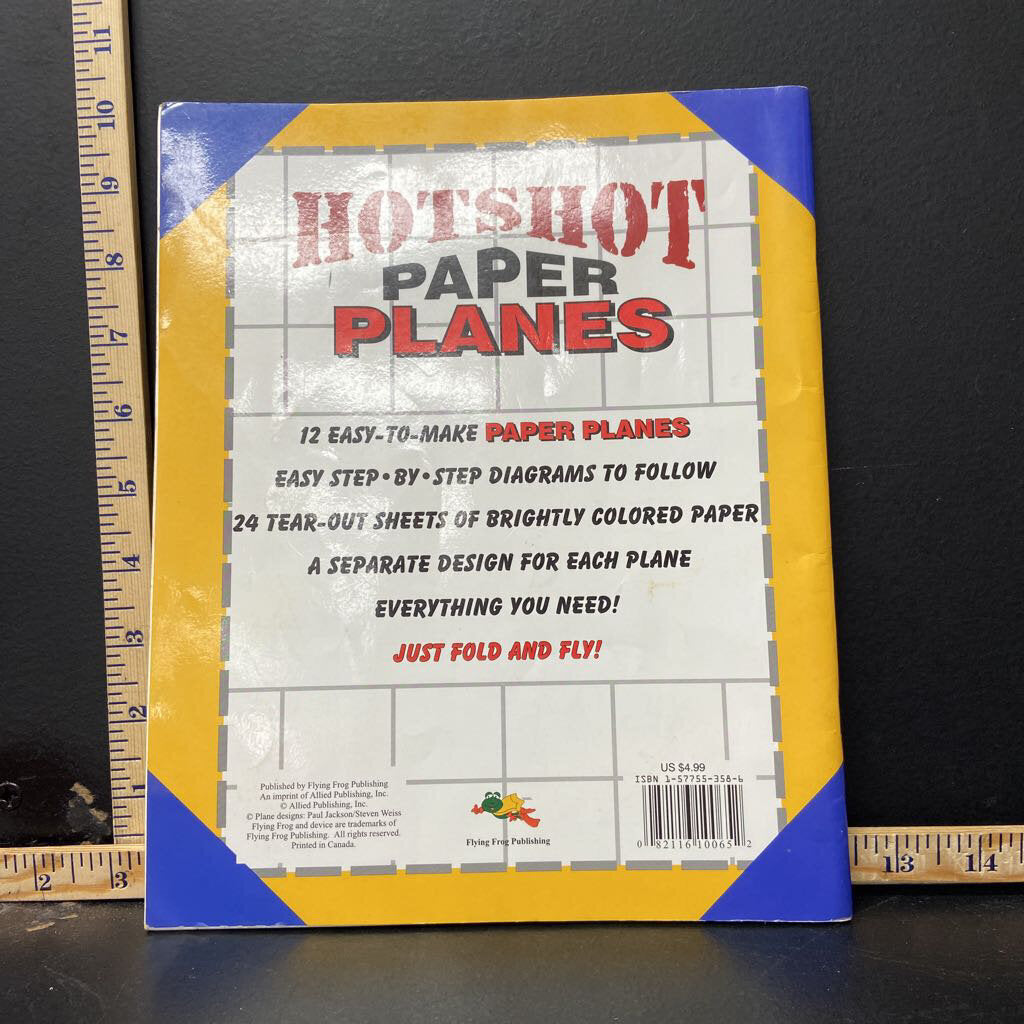 HOTSHOT
PAPER
PLANES
12 EASY-TO-MAKE PAPER PLANES
EASY STEP•BY•STEP DIAGRAMS TO FOLLOW
24 TEAR-OUT SHEETS OF BRIGHTLY COLORED PAPER
A SEPARATE DESIGN FOR EACH PLANE
EVERYTHING YOU NEED!
JUST FOLD AND FLY!
Published by Flying Frog Publishing
An imprint of Allied Publishing, Inc.
© Allied Publishing, Inc.
© Plane designs: Paul Jackson/Steven Weiss
Flying Frog and device are trademarks of
Flying Frog Publishing. All rights reserved.
Printed in Canada.
Flying Frog Publishing
US $4.99
ISBN 1-57755-358-6
0 82116 10065 2
11
10
9
8
7
6
5
4
3
2
1
2
3
13
14